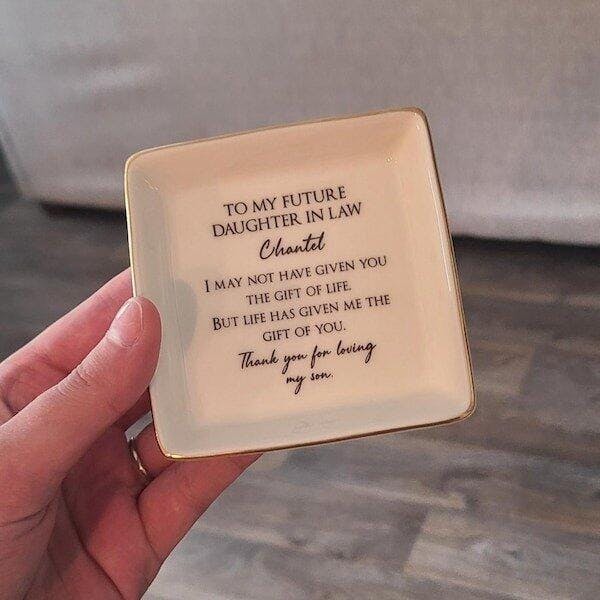 TO MY FUTURE
DAUGHTER IN LAW
Chantel
I MAY NOT HAVE GIVEN YOU
THE GIFT OF LIFE.
BUT LIFE HAS GIVEN ME THE
GIFT OF YOU.
Thank you for loving
my son.